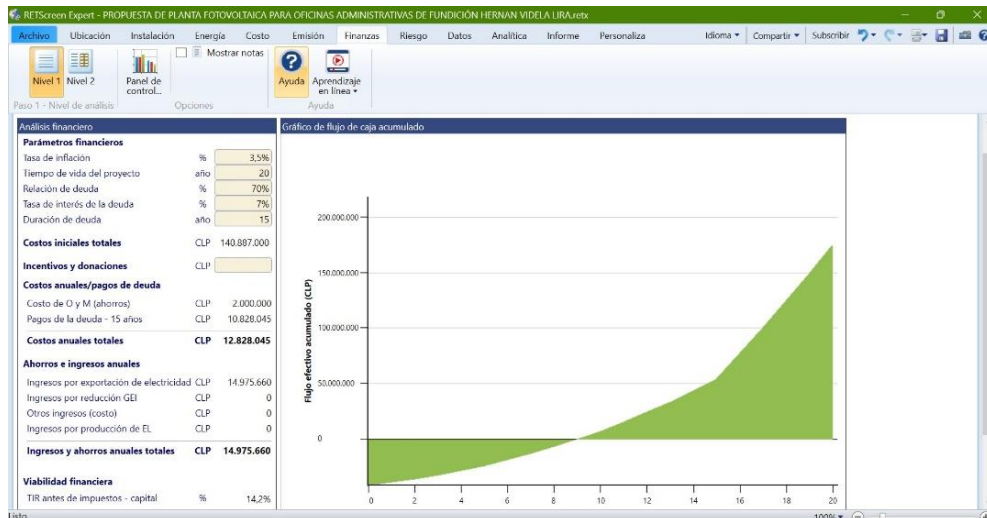 RETScreen Expert - PROPUESTA DE PLANTA FOTOVOLTAICA PARA OFICINAS ADMINISTRATIVAS DE FUNDICIÓN HERNAN VIDELA LIRA.retx
Archivo Ubicación Instalación Energía Costo Emisión Finanzas Riesgo Datos Analítica Informe Personaliza Idioma Compartir Subscribir
Mostrar notas
Nivel 1 Nivel 2 Panel de control... Ayuda Aprendizaje en línea
Paso 1 - Nivel de análisis Opciones Ayuda
Análisis financiero
Parámetros financieros
Tasa de inflación % 3,5%
Tiempo de vida del proyecto año 20
Relación de deuda % 70%
Tasa de interés de la deuda % 7%
Duración de deuda año 15
Costos iniciales totales CLP 140.887.000
Incentivos y donaciones CLP
Costos anuales/pagos de deuda
Costo de O y M (ahorros) CLP 2.000.000
Pagos de la deuda - 15 años CLP 10.828.045
Costos anuales totales CLP 12.828.045
Ahorros e ingresos anuales
Ingresos por exportación de electricidad CLP 14.975.660
Ingresos por reducción GEI CLP 0
Otros ingresos (costo) CLP 0
Ingresos por producción de EL CLP 0
Ingresos y ahorros anuales totales CLP 14.975.660
Viabilidad financiera
TIR antes de impuestos - capital % 14,2%
Gráfico de flujo de caja acumulado
Flujo efectivo acumulado (CLP)
200.000.000
150.000.000
100.000.000
50.000.000
0
0 2 4 6 8 10 12 14 16 18 20
Listo 100%